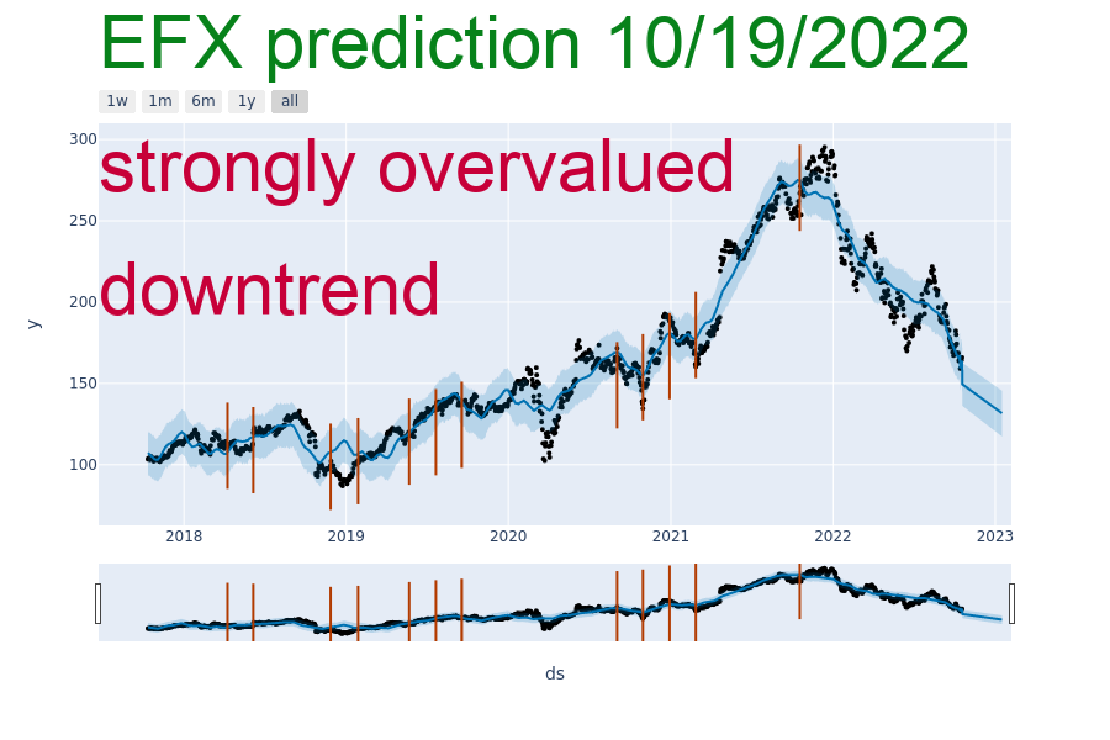 EFX prediction 10/19/2022
1w 1m 6m 1y all
300
strongly overvalued
250
200
downtrend
y
150
100
2018 2019 2020 2021 2022 2023
ds